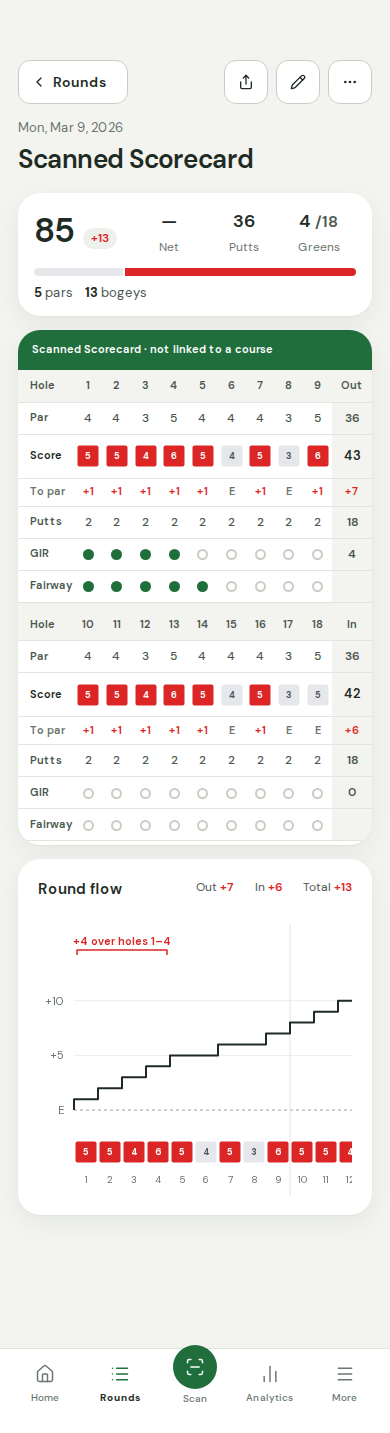 Rounds
Mon, Mar 9, 2026
Scanned Scorecard
85 +13 — 36 4 /18
Net Putts Greens
5 pars 13 bogeys
Scanned Scorecard · not linked to a course
Hole 1 2 3 4 5 6 7 8 9 Out
Par 4 4 3 5 4 4 4 3 5 36
Score 5 5 4 6 5 4 5 3 6 43
To par +1 +1 +1 +1 +1 E +1 E +1 +7
Putts 2 2 2 2 2 2 2 2 2 18
GIR 4
Fairway
Hole 10 11 12 13 14 15 16 17 18 In
Par 4 4 3 5 4 4 4 3 5 36
Score 5 5 4 6 5 4 5 3 5 42
To par +1 +1 +1 +1 +1 E +1 E E +6
Putts 2 2 2 2 2 2 2 2 2 18
GIR 0
Fairway
Round flow Out +7 In +6 Total +13
+4 over holes 1–4
+10
+5
E
5 5 4 6 5 4 5 3 6 5 5 4
1 2 3 4 5 6 7 8 9 10 11 12
Home Rounds Scan Analytics More